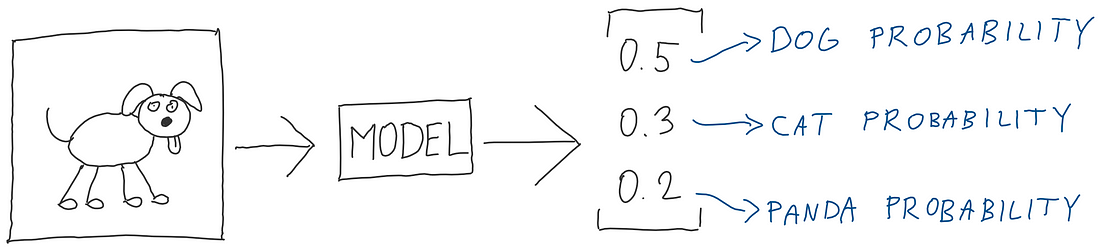 MODEL
0.5 DOG PROBABILITY
0.3 CAT PROBABILITY
0.2 PANDA PROBABILITY